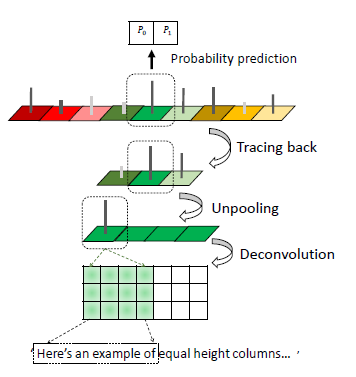 P₀ P₁
Probability prediction
Tracing back
Unpooling
Deconvolution
‘ Here’s an example of equal height columns... ’